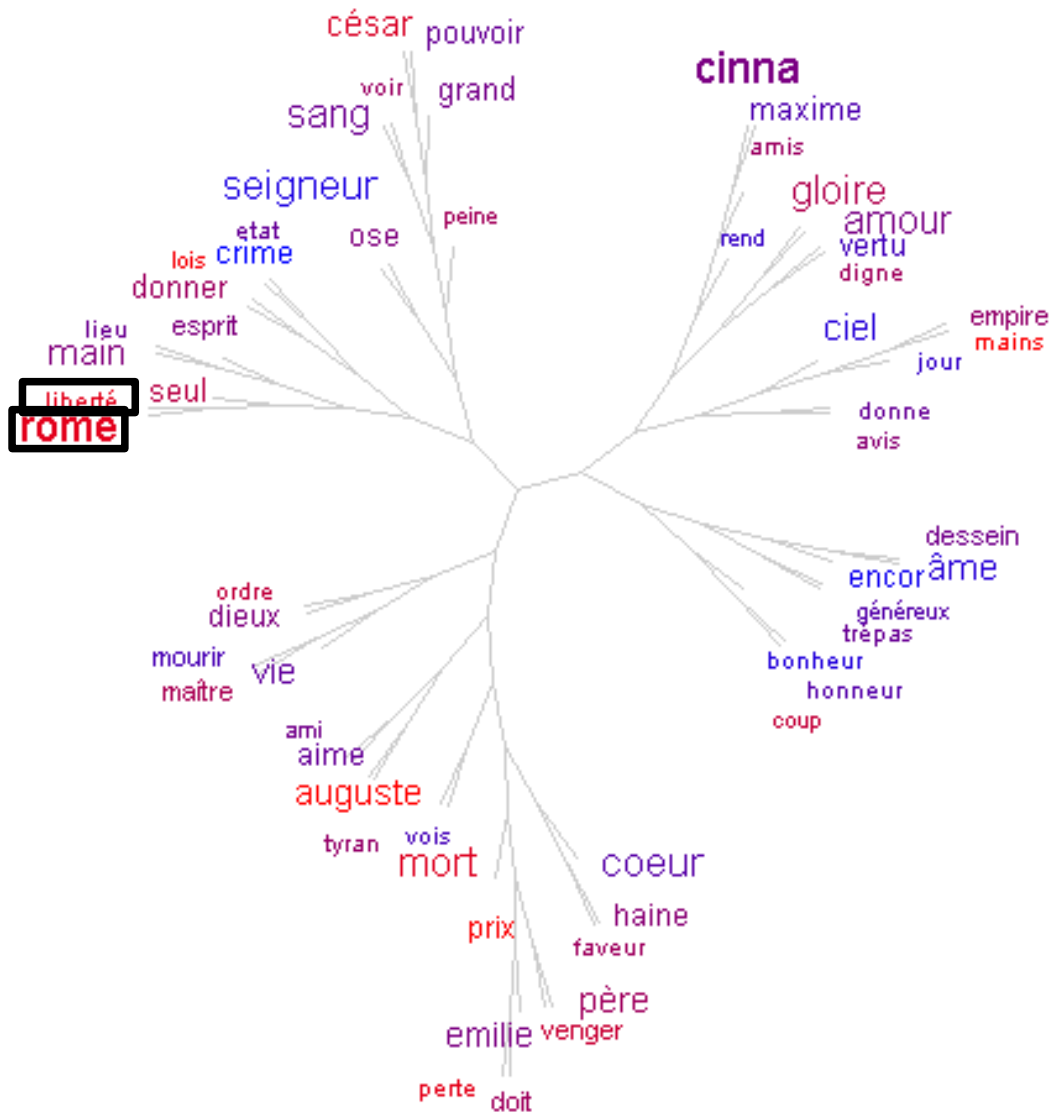 césar
pouvoir
cinna
voir
grand
maxime
sang
amis
seigneur
gloire
peine
amour
etat
ose
rend
vertu
lois
crime
digne
donner
lieu
esprit
ciel
empire
main
mains
jour
liberté
seul
rome
donne
avis
dessein
ordre
encor
âme
dieux
généreux
trépas
mourir
vie
bonheur
maître
honneur
coup
ami
aime
auguste
tyran
vois
mort
coeur
prix
haine
faveur
père
emilie
venger
perte
doit